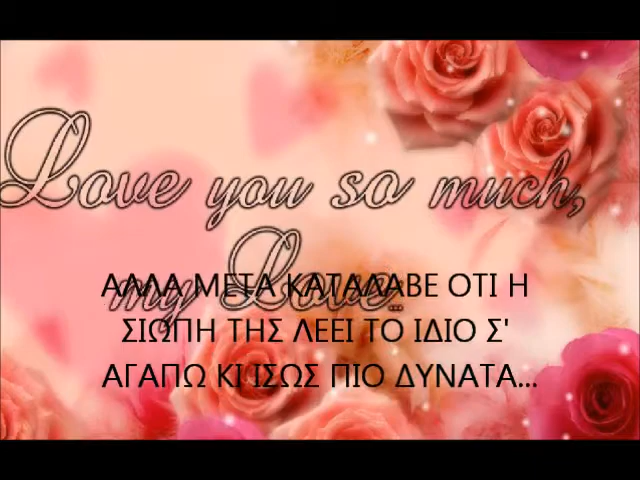 Love you so much,
my Love...
ΑΛΛΑ ΜΕΤΑ ΚΑΤΑΛΑΒΕ ΟΤΙ Η
ΣΙΩΠΗ ΤΗΣ ΛΕΕΙ ΤΟ ΙΔΙΟ Σ'
ΑΓΑΠΩ ΚΙ ΙΣΩΣ ΠΙΟ ΔΥΝΑΤΑ...